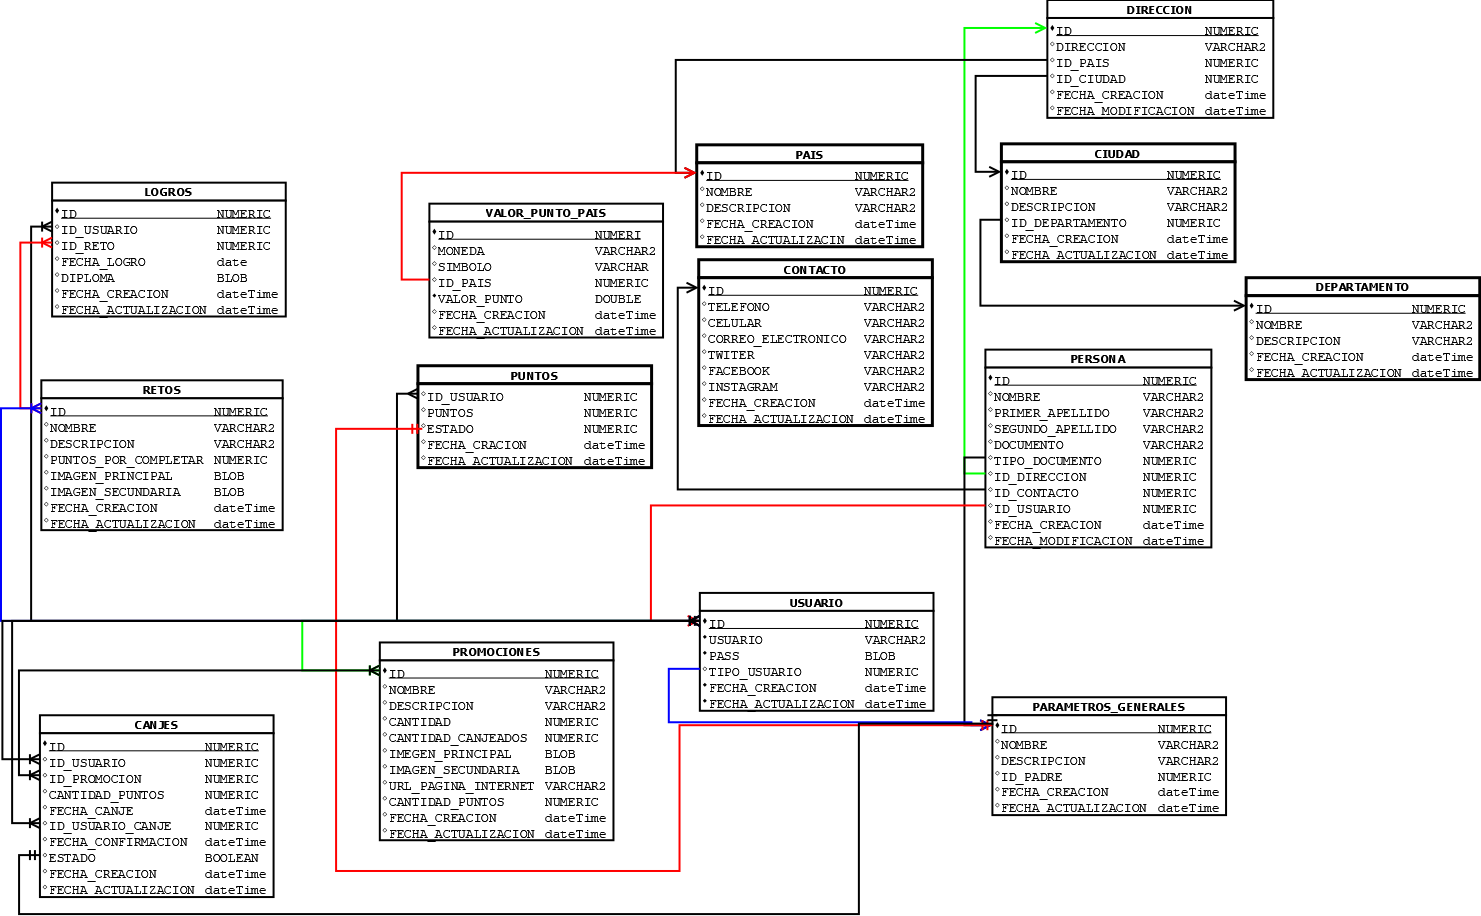 DIRECCION
ID NUMERIC
DIRECCION VARCHAR2
ID_PAIS NUMERIC
ID_CIUDAD NUMERIC
FECHA_CREACION dateTime
FECHA_MODIFICACION dateTime
PAIS
ID NUMERIC
NOMBRE VARCHAR2
DESCRIPCION VARCHAR2
FECHA_CREACION dateTime
FECHA_ACTUALIZACIN dateTime
CIUDAD
ID NUMERIC
NOMBRE VARCHAR2
DESCRIPCION VARCHAR2
ID_DEPARTAMENTO NUMERIC
FECHA_CREACION dateTime
FECHA_ACTUALIZACION dateTime
LOGROS
ID NUMERIC
ID_USUARIO NUMERIC
ID_RETO NUMERIC
FECHA_LOGRO date
DIPLOMA BLOB
FECHA_CREACION dateTime
FECHA_ACTUALIZACION dateTime
VALOR_PUNTO_PAIS
ID NUMERI
MONEDA VARCHAR2
SIMBOLO VARCHAR
ID_PAIS NUMERIC
VALOR_PUNTO DOUBLE
FECHA_CREACION dateTime
FECHA_ACTUALIZACION dateTime
CONTACTO
ID NUMERIC
TELEFONO VARCHAR2
CELULAR VARCHAR2
CORREO_ELECTRONICO VARCHAR2
TWITER VARCHAR2
FACEBOOK VARCHAR2
INSTAGRAM VARCHAR2
FECHA_CREACION dateTime
FECHA_ACTUALIZACION dateTime
DEPARTAMENTO
ID NUMERIC
NOMBRE VARCHAR2
DESCRIPCION VARCHAR2
FECHA_CREACION dateTime
FECHA_ACTUALIZACION dateTime
RETOS
ID NUMERIC
NOMBRE VARCHAR2
DESCRIPCION VARCHAR2
PUNTOS_POR_COMPLETAR NUMERIC
IMAGEN_PRINCIPAL BLOB
IMAGEN_SECUNDARIA BLOB
FECHA_CREACION dateTime
FECHA_ACTUALIZACION dateTime
PUNTOS
ID_USUARIO NUMERIC
PUNTOS NUMERIC
ESTADO NUMERIC
FECHA_CRACION dateTime
FECHA_ACTUALIZACION dateTime
PERSONA
ID NUMERIC
NOMBRE VARCHAR2
PRIMER_APELLIDO VARCHAR2
SEGUNDO_APELLIDO VARCHAR2
DOCUMENTO VARCHAR2
TIPO_DOCUMENTO NUMERIC
ID_DIRECCION NUMERIC
ID_CONTACTO NUMERIC
ID_USUARIO NUMERIC
FECHA_CREACION dateTime
FECHA_MODIFICACION dateTime
USUARIO
ID NUMERIC
USUARIO VARCHAR2
PASS BLOB
TIPO_USUARIO NUMERIC
FECHA_CREACION dateTime
FECHA_ACTUALIZACION dateTime
PROMOCIONES
ID NUMERIC
NOMBRE VARCHAR2
DESCRIPCION VARCHAR2
CANTIDAD NUMERIC
CANTIDAD_CANJEADOS NUMERIC
IMEGEN_PRINCIPAL BLOB
IMAGEN_SECUNDARIA BLOB
URL_PAGINA_INTERNET VARCHAR2
CANTIDAD_PUNTOS NUMERIC
FECHA_CREACION dateTime
FECHA_ACTUALIZACION dateTime
PARAMETROS_GENERALES
ID NUMERIC
NOMBRE VARCHAR2
DESCRIPCION VARCHAR2
ID_PADRE NUMERIC
FECHA_CREACION dateTime
FECHA_ACTUALIZACION dateTime
CANJES
ID NUMERIC
ID_USUARIO NUMERIC
ID_PROMOCION NUMERIC
CANTIDAD_PUNTOS NUMERIC
FECHA_CANJE dateTime
ID_USUARIO_CANJE NUMERIC
FECHA_CONFIRMACION dateTime
ESTADO BOOLEAN
FECHA_CREACION dateTime
FECHA_ACTUALIZACION dateTime